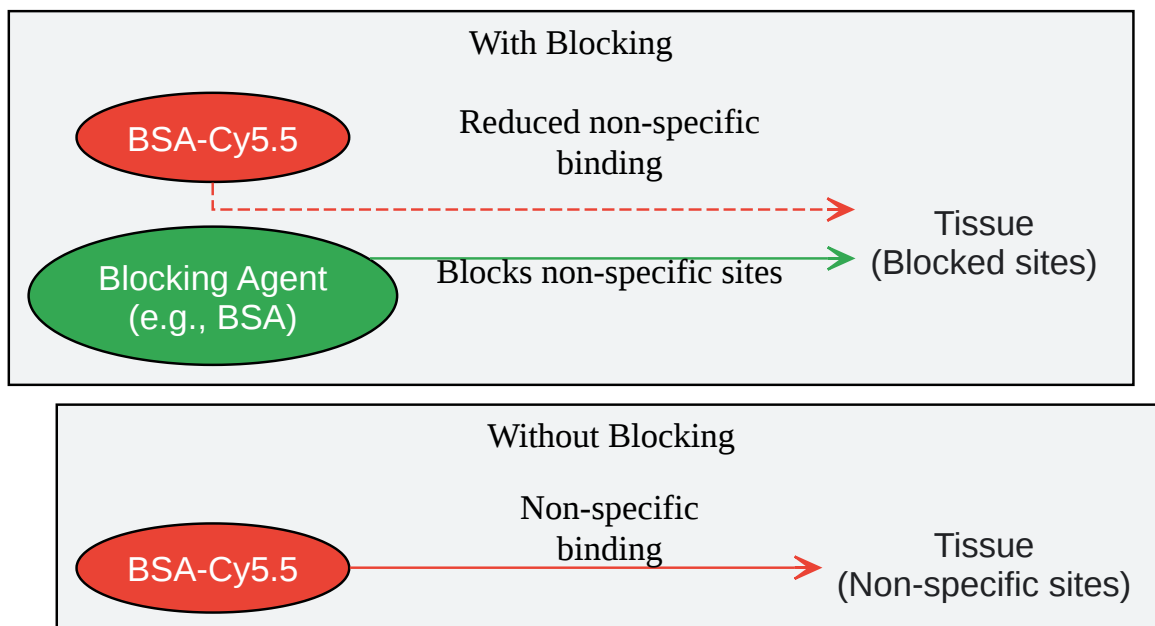 With Blocking
BSA-Cy5.5
Reduced non-specific
binding
Tissue
(Blocked sites)
Blocking Agent
(e.g., BSA)
Blocks non-specific sites
Without Blocking
BSA-Cy5.5
Non-specific
binding
Tissue
(Non-specific sites)